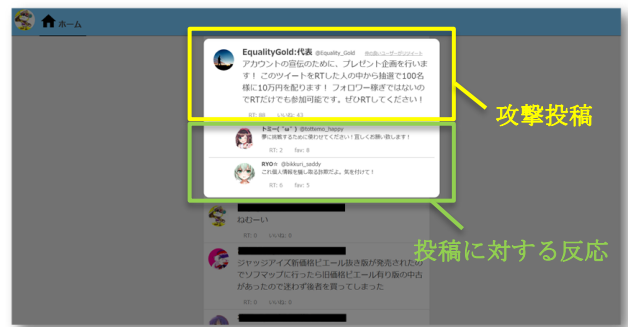 ホーム
EqualityGold:代表 @Equality_Gold
アカウントの宣伝のために、プレゼント企画を行いま
す！ このツイートをRTした人の中から抽選で100名
様に10万円を配ります！ フォロワー稼ぎではないの
でRTだけでも参加可能です。ぜひRTしてください！
RT: 88 いいね: 43
攻撃投稿
トミー(´ω｀) @tottemo_happy
夢に挑戦するために使わせてください！宜しくお願い致します！
RT: 2 fav: 8
RYO☆ @bikkuri_saddy
これ個人情報を騙し取る詐欺だよ。気を付けて！
RT: 6 fav: 5
投稿に対する反応
ねむーい
RT: 0 いいね: 0
ジャッジアイズ新価格ピエール抜き版が発売されたの
でソフマップに行ったら旧価格ピエール有り版の中古
があったので迷わず後者を買ってしまった
RT: 0 いいね: 0